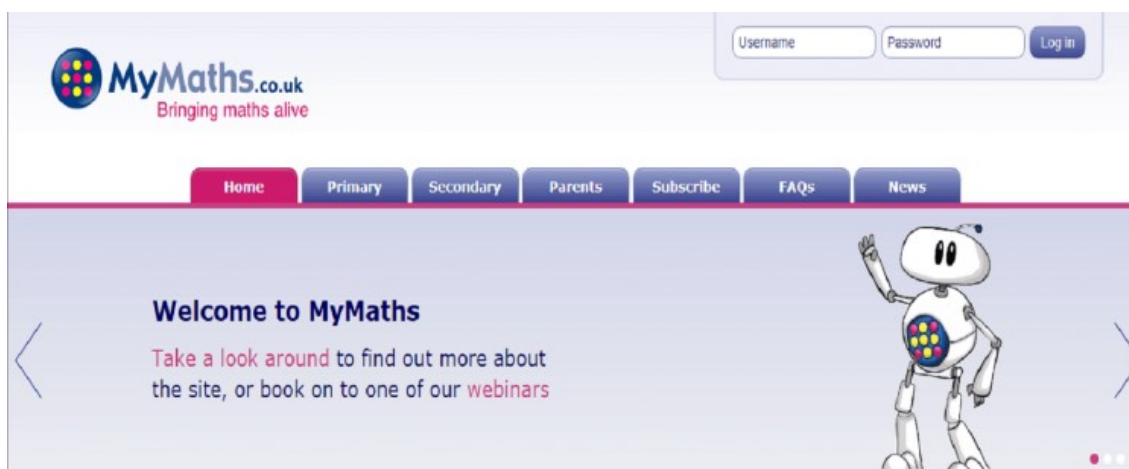 Username Password Log in
MyMaths.co.uk
Bringing maths alive
Home Primary Secondary Parents Subscribe FAQs News
Welcome to MyMaths
Take a look around to find out more about
the site, or book on to one of our webinars